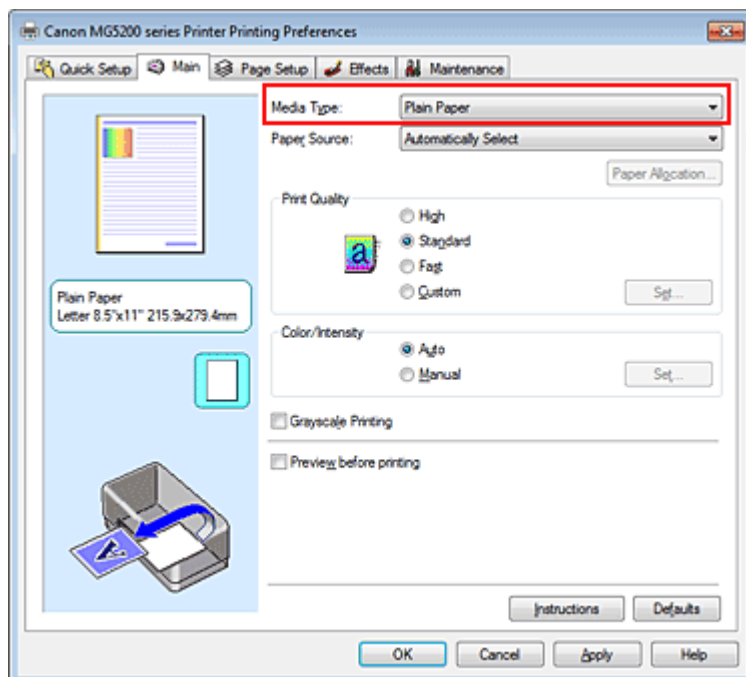 Canon MG5200 series Printer Printing Preferences
Quick Setup Main Page Setup Effects Maintenance
Media Type: Plain Paper
Paper Source: Automatically Select
Paper Allocation...
Print Quality
High
a Standard
Fast
Custom Set...
Plain Paper
Letter 8.5"x11" 215.9x279.4mm
Color/Intensity
Auto
Manual Set...
Grayscale Printing
Preview before printing
A
Instructions Defaults
OK Cancel Apply Help